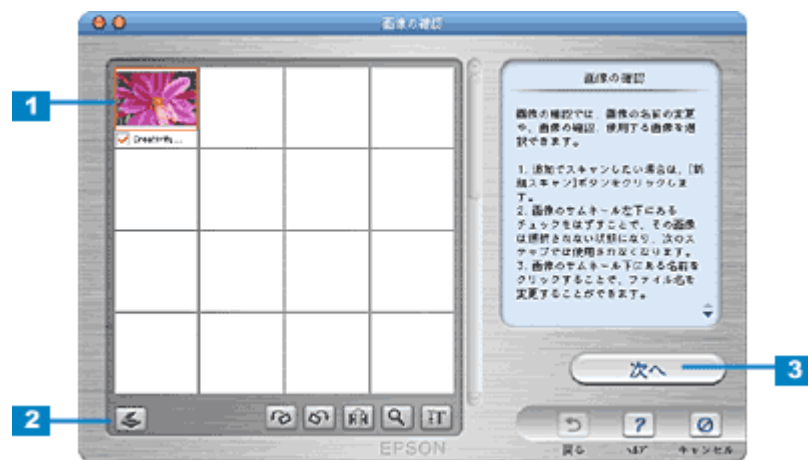 画像の確認
1
Creativity...
画像の確認
画像の確認では、画像の名前の変更
や、画像の確認、使用する画像を選
択できます。
1. 追加でスキャンしたい場合は、[新
規スキャン]ボタンをクリックしま
す。
2. 画像のサムネール左下にある
チェックをはずすことで、その画像
は選択されない状態になり、次のス
テップでは使用されなくなります。
3. 画像のサムネール下にある名前を
クリックすることで、ファイル名を
変更することができます。
次へ
3
2
EPSON
戻る
ヘルプ
キャンセル